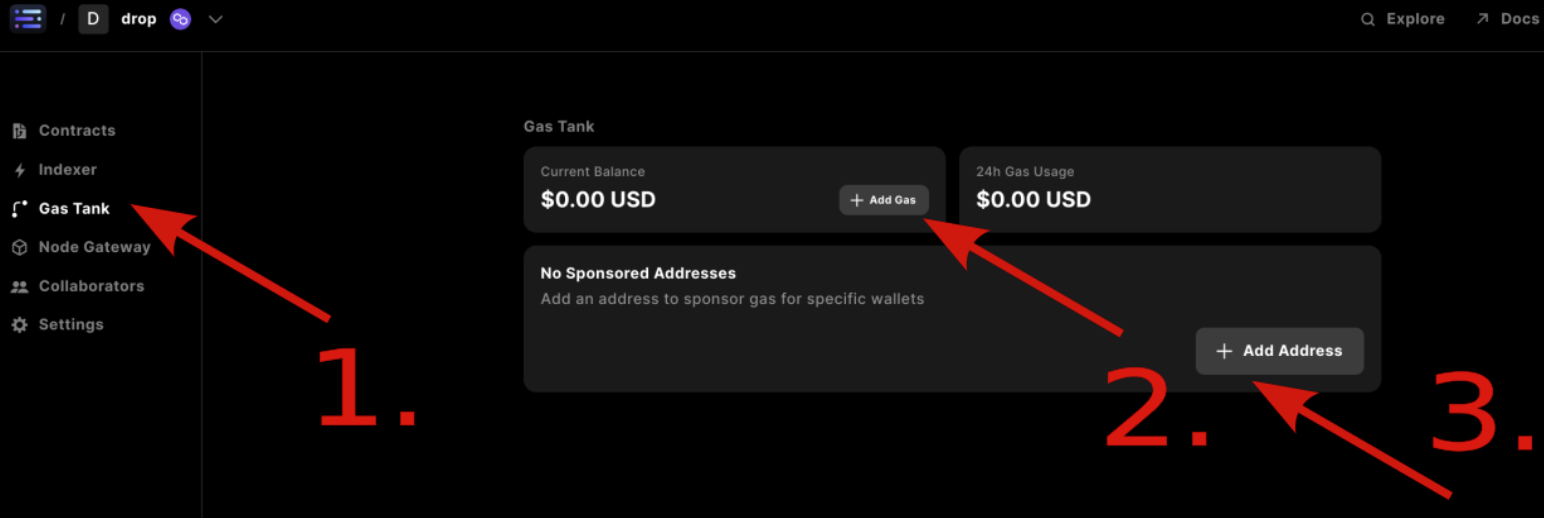 / D drop
Explore
Docs
Contracts
Indexer
Gas Tank
Node Gateway
Collaborators
Settings
Gas Tank
Current Balance
$0.00 USD
+ Add Gas
24h Gas Usage
$0.00 USD
No Sponsored Addresses
Add an address to sponsor gas for specific wallets
+ Add Address
1.
2.
3.